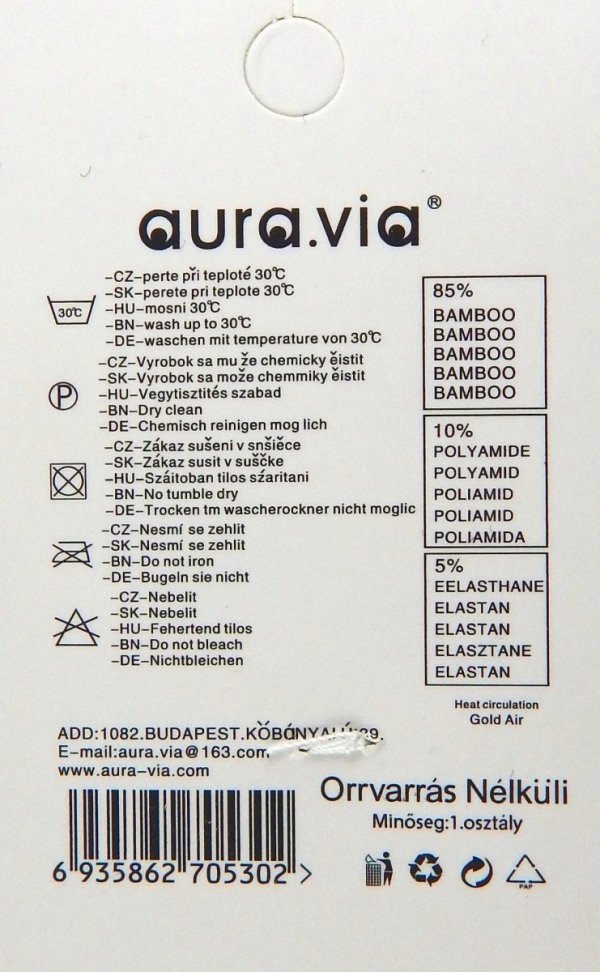 aura.via®
30℃
-CZ-perte při teploté 30℃
-SK-perete pri teplote 30℃
-HU-mosni 30℃
-BN-wash up to 30℃
-DE-waschen mit temperature von 30℃
P
-CZ-Vyrobok sa mu že chemicky ěistit
-SK-Vyrobok sa može chemmiky ěistit
-HU-Vegytisztités szabad
-BN-Dry clean
-DE-Chemisch reinigen mog lich
-CZ-Zákaz sušeni v snšiěce
-SK-Zákaz susit v suščke
-HU-Száitoban tilos sźaritani
-BN-No tumble dry
-DE-Trocken tm wascherockner nicht moglic
-CZ-Nesmí se zehlit
-SK-Nesmí se zehlit
-BN-Do not iron
-DE-Bugeln sie nicht
-CZ-Nebelit
-SK-Nebelit
-HU-Fehertend tilos
-BN-Do not bleach
-DE-Nichtbleichen
85%
BAMBOO
BAMBOO
BAMBOO
BAMBOO
BAMBOO
10%
POLYAMIDE
POLYAMID
POLIAMID
POLIAMID
POLIAMIDA
5%
EELASTHANE
ELASTAN
ELASTAN
ELASZTANE
ELASTAN
Heat circulation
Gold Air
ADD:1082.BUDAPEST.
E-mail:aura.via@163.com
www.aura-via.com
6 935862 705302 >
Orrvarrás Nélküli
Minőseg:1.osztály
PAP